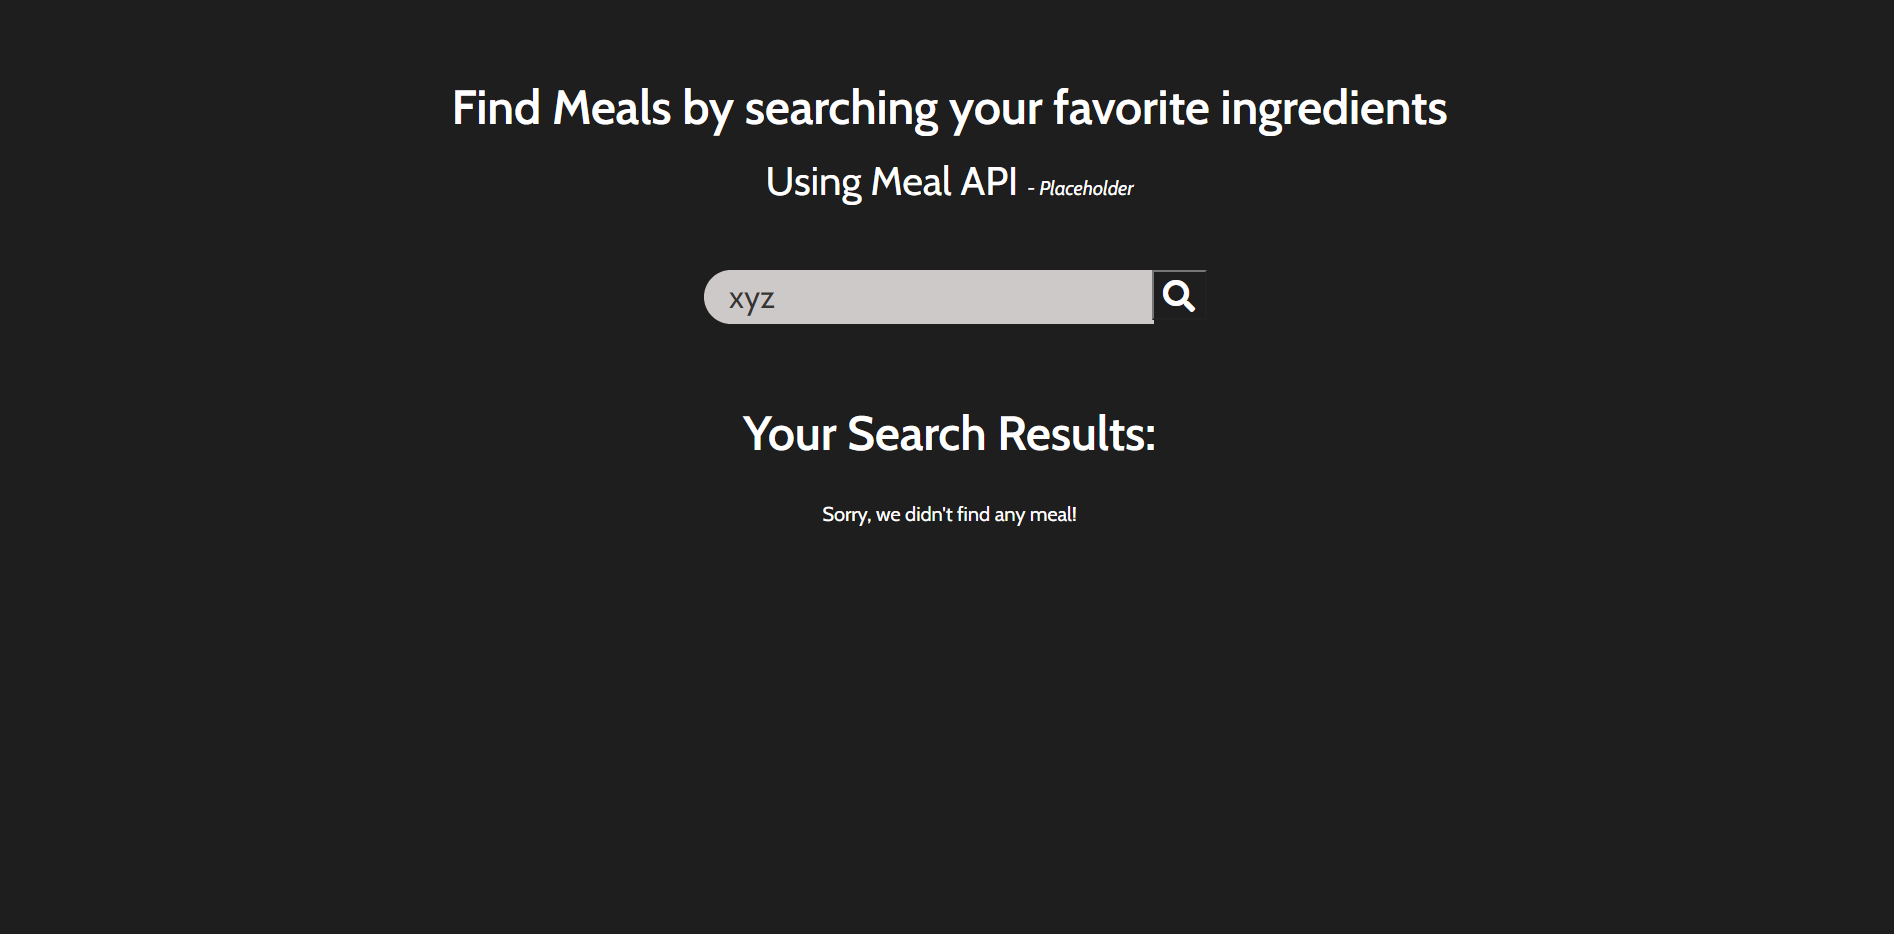 Find Meals by searching your favorite ingredients
Using Meal API - Placeholder
xyz
Your Search Results:
Sorry, we didn't find any meal!